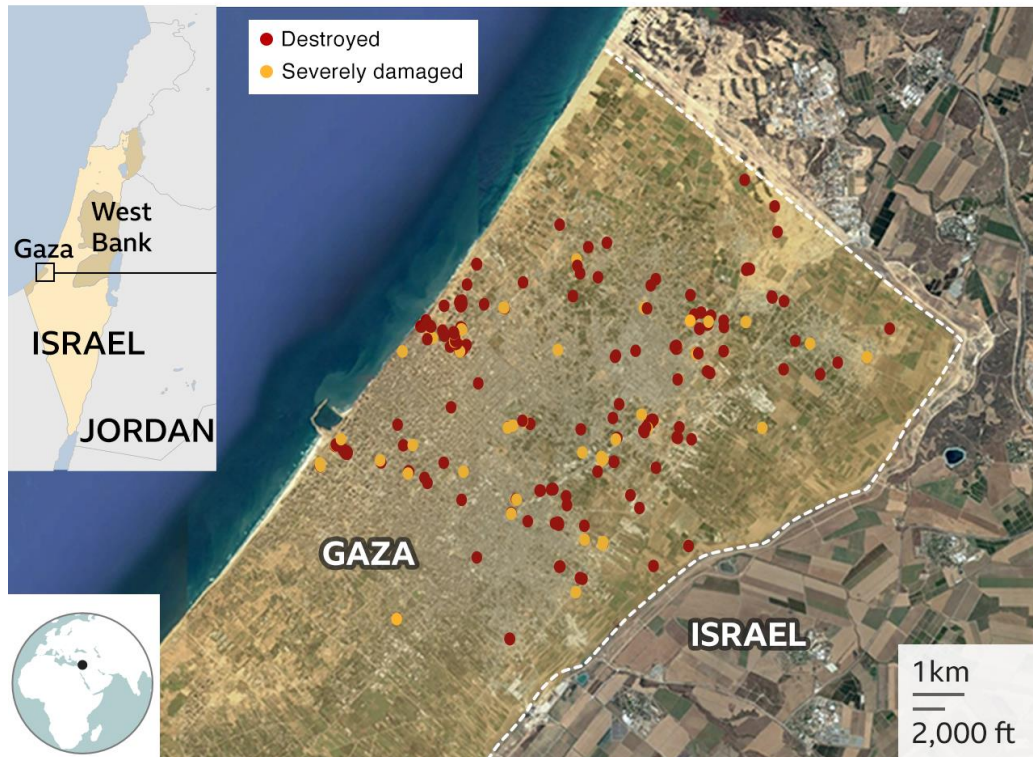 Destroyed
Severely damaged
West
Bank
Gaza
ISRAEL
JORDAN
GAZA
ISRAEL
1km
2,000 ft